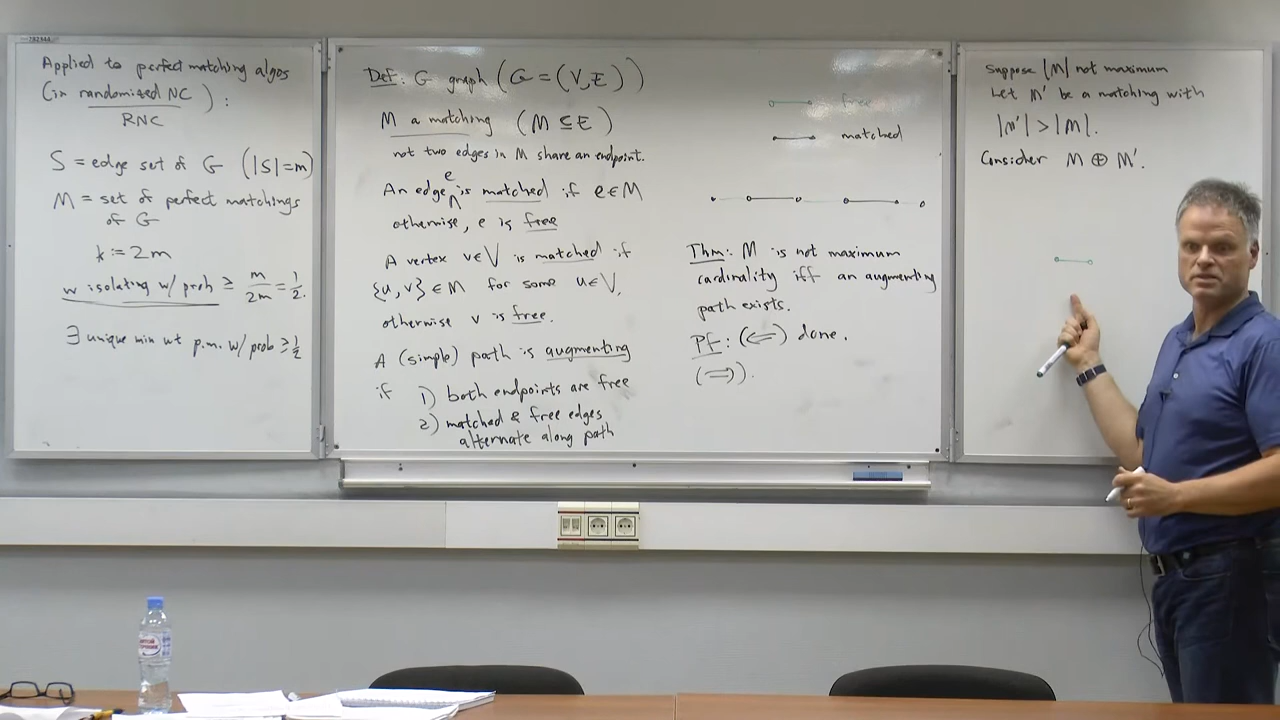 Applied to perfect matching algos
(in randomized NC) :
RNC
S = edge set of G (|S|=m)
M = set of perfect matchings
of G
k := 2m
w isolating w/ prob ≥ m/2m = 1/2.
∃ unique min wt p.m. w/ prob ≥ 1/2
Def: G graph (G = (V,E))
M a matching (M ⊆ E)
not two edges in M share an endpoint.
An edge e is matched if e ∈ M
otherwise, e is free
A vertex v∈V is matched if
{u,v} ∈ M for some u∈V,
otherwise v is free.
A (simple) path is augmenting
if 1) both endpoints are free
2) matched & free edges
alternate along path
free
matched
Thm: M is not maximum
cardinality iff an augmenting
path exists.
Pf: (⇐) done.
(⇒).
Suppose |M| not maximum
Let M' be a matching with
|M'| > |M|.
Consider M ⊕ M'.